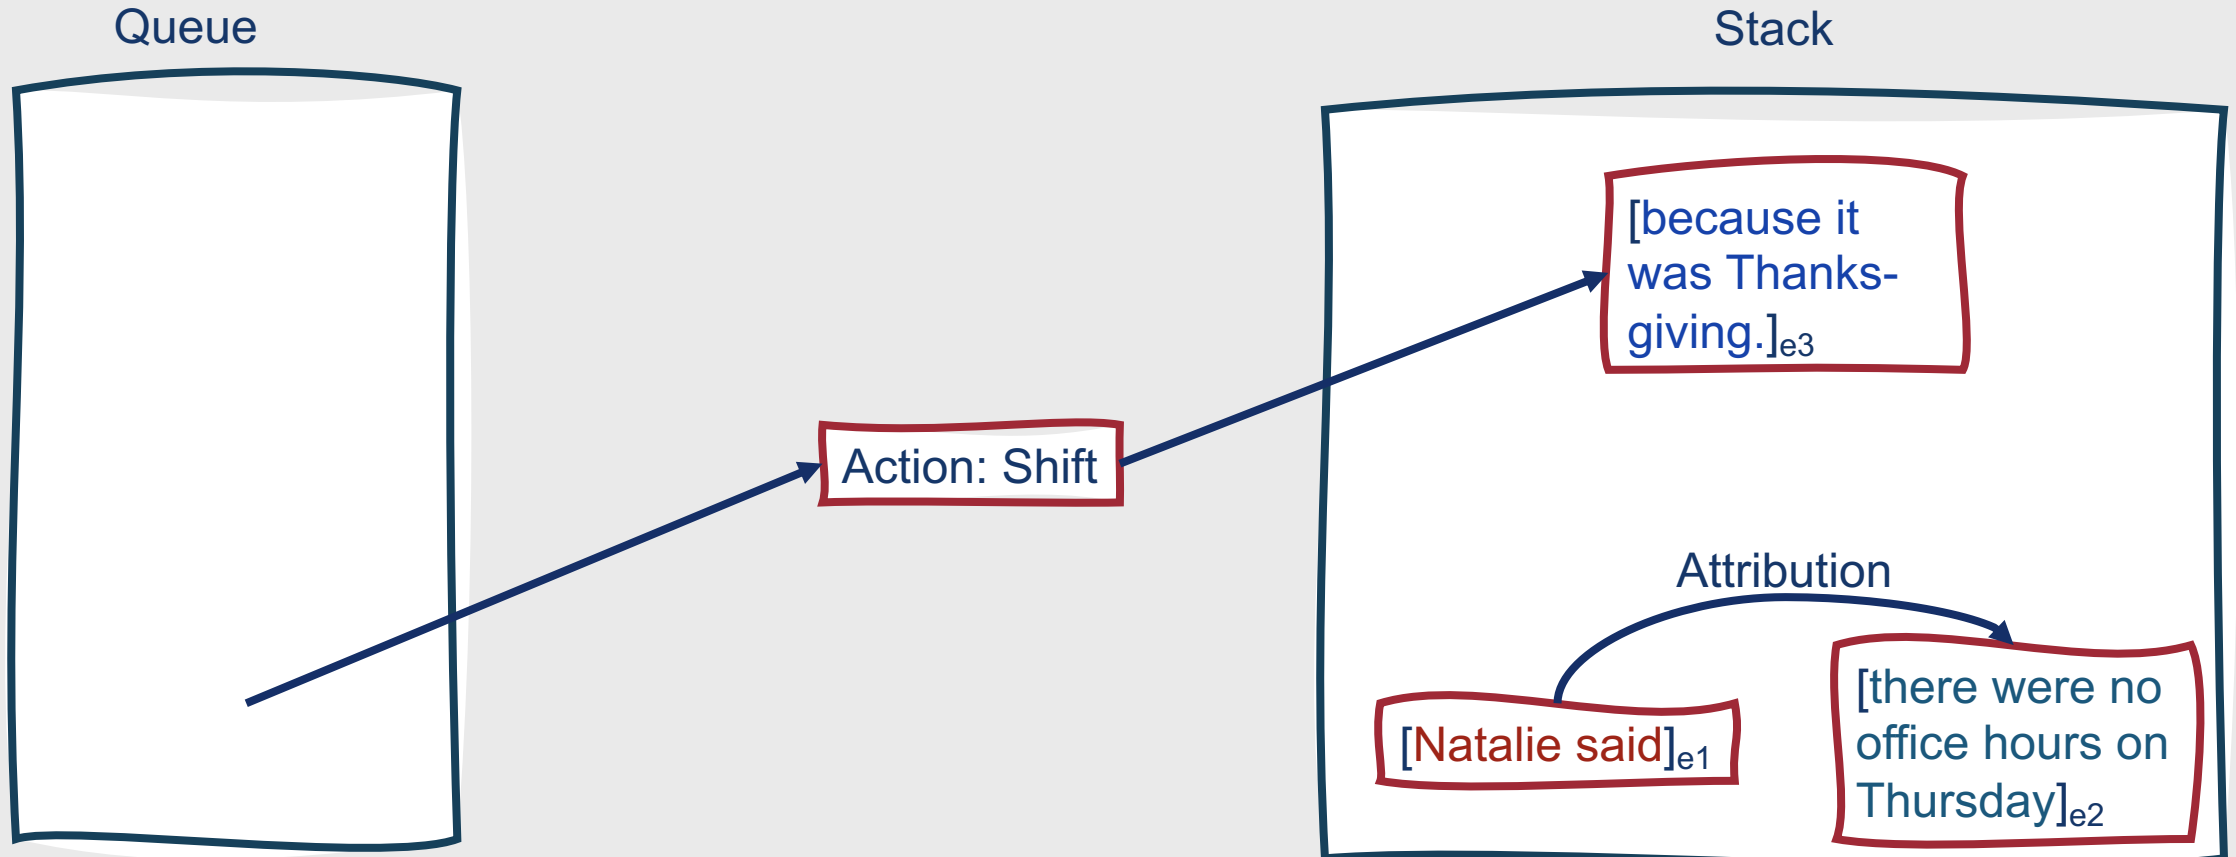 Queue
Stack
[because it
was Thanks-
giving.]e3
Action: Shift
Attribution
[Natalie said]e1
[there were no
office hours on
Thursday]e2